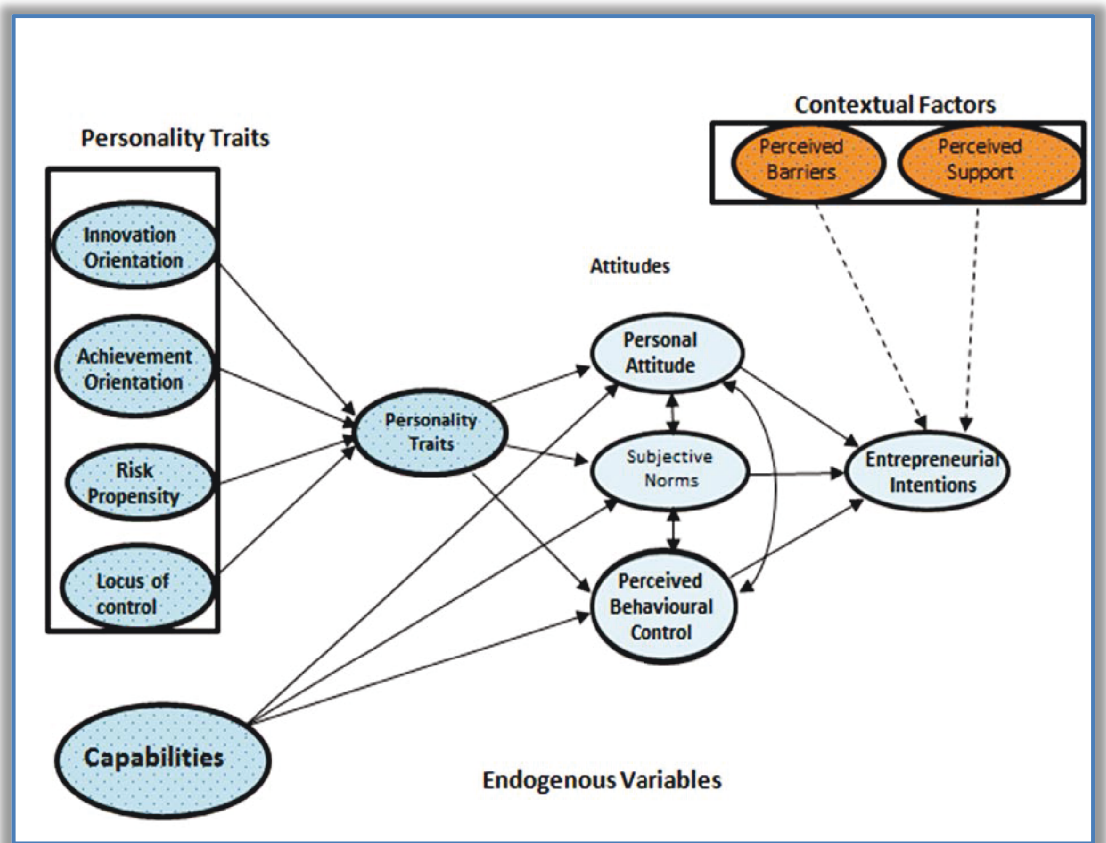 Contextual Factors
Perceived
Barriers
Perceived
Support
Personality Traits
Innovation
Orientation
Achievement
Orientation
Risk
Propensity
Locus of
control
Personality
Traits
Attitudes
Personal
Attitude
Subjective
Norms
Perceived
Behavioural
Control
Entrepreneurial
Intentions
Capabilities
Endogenous Variables